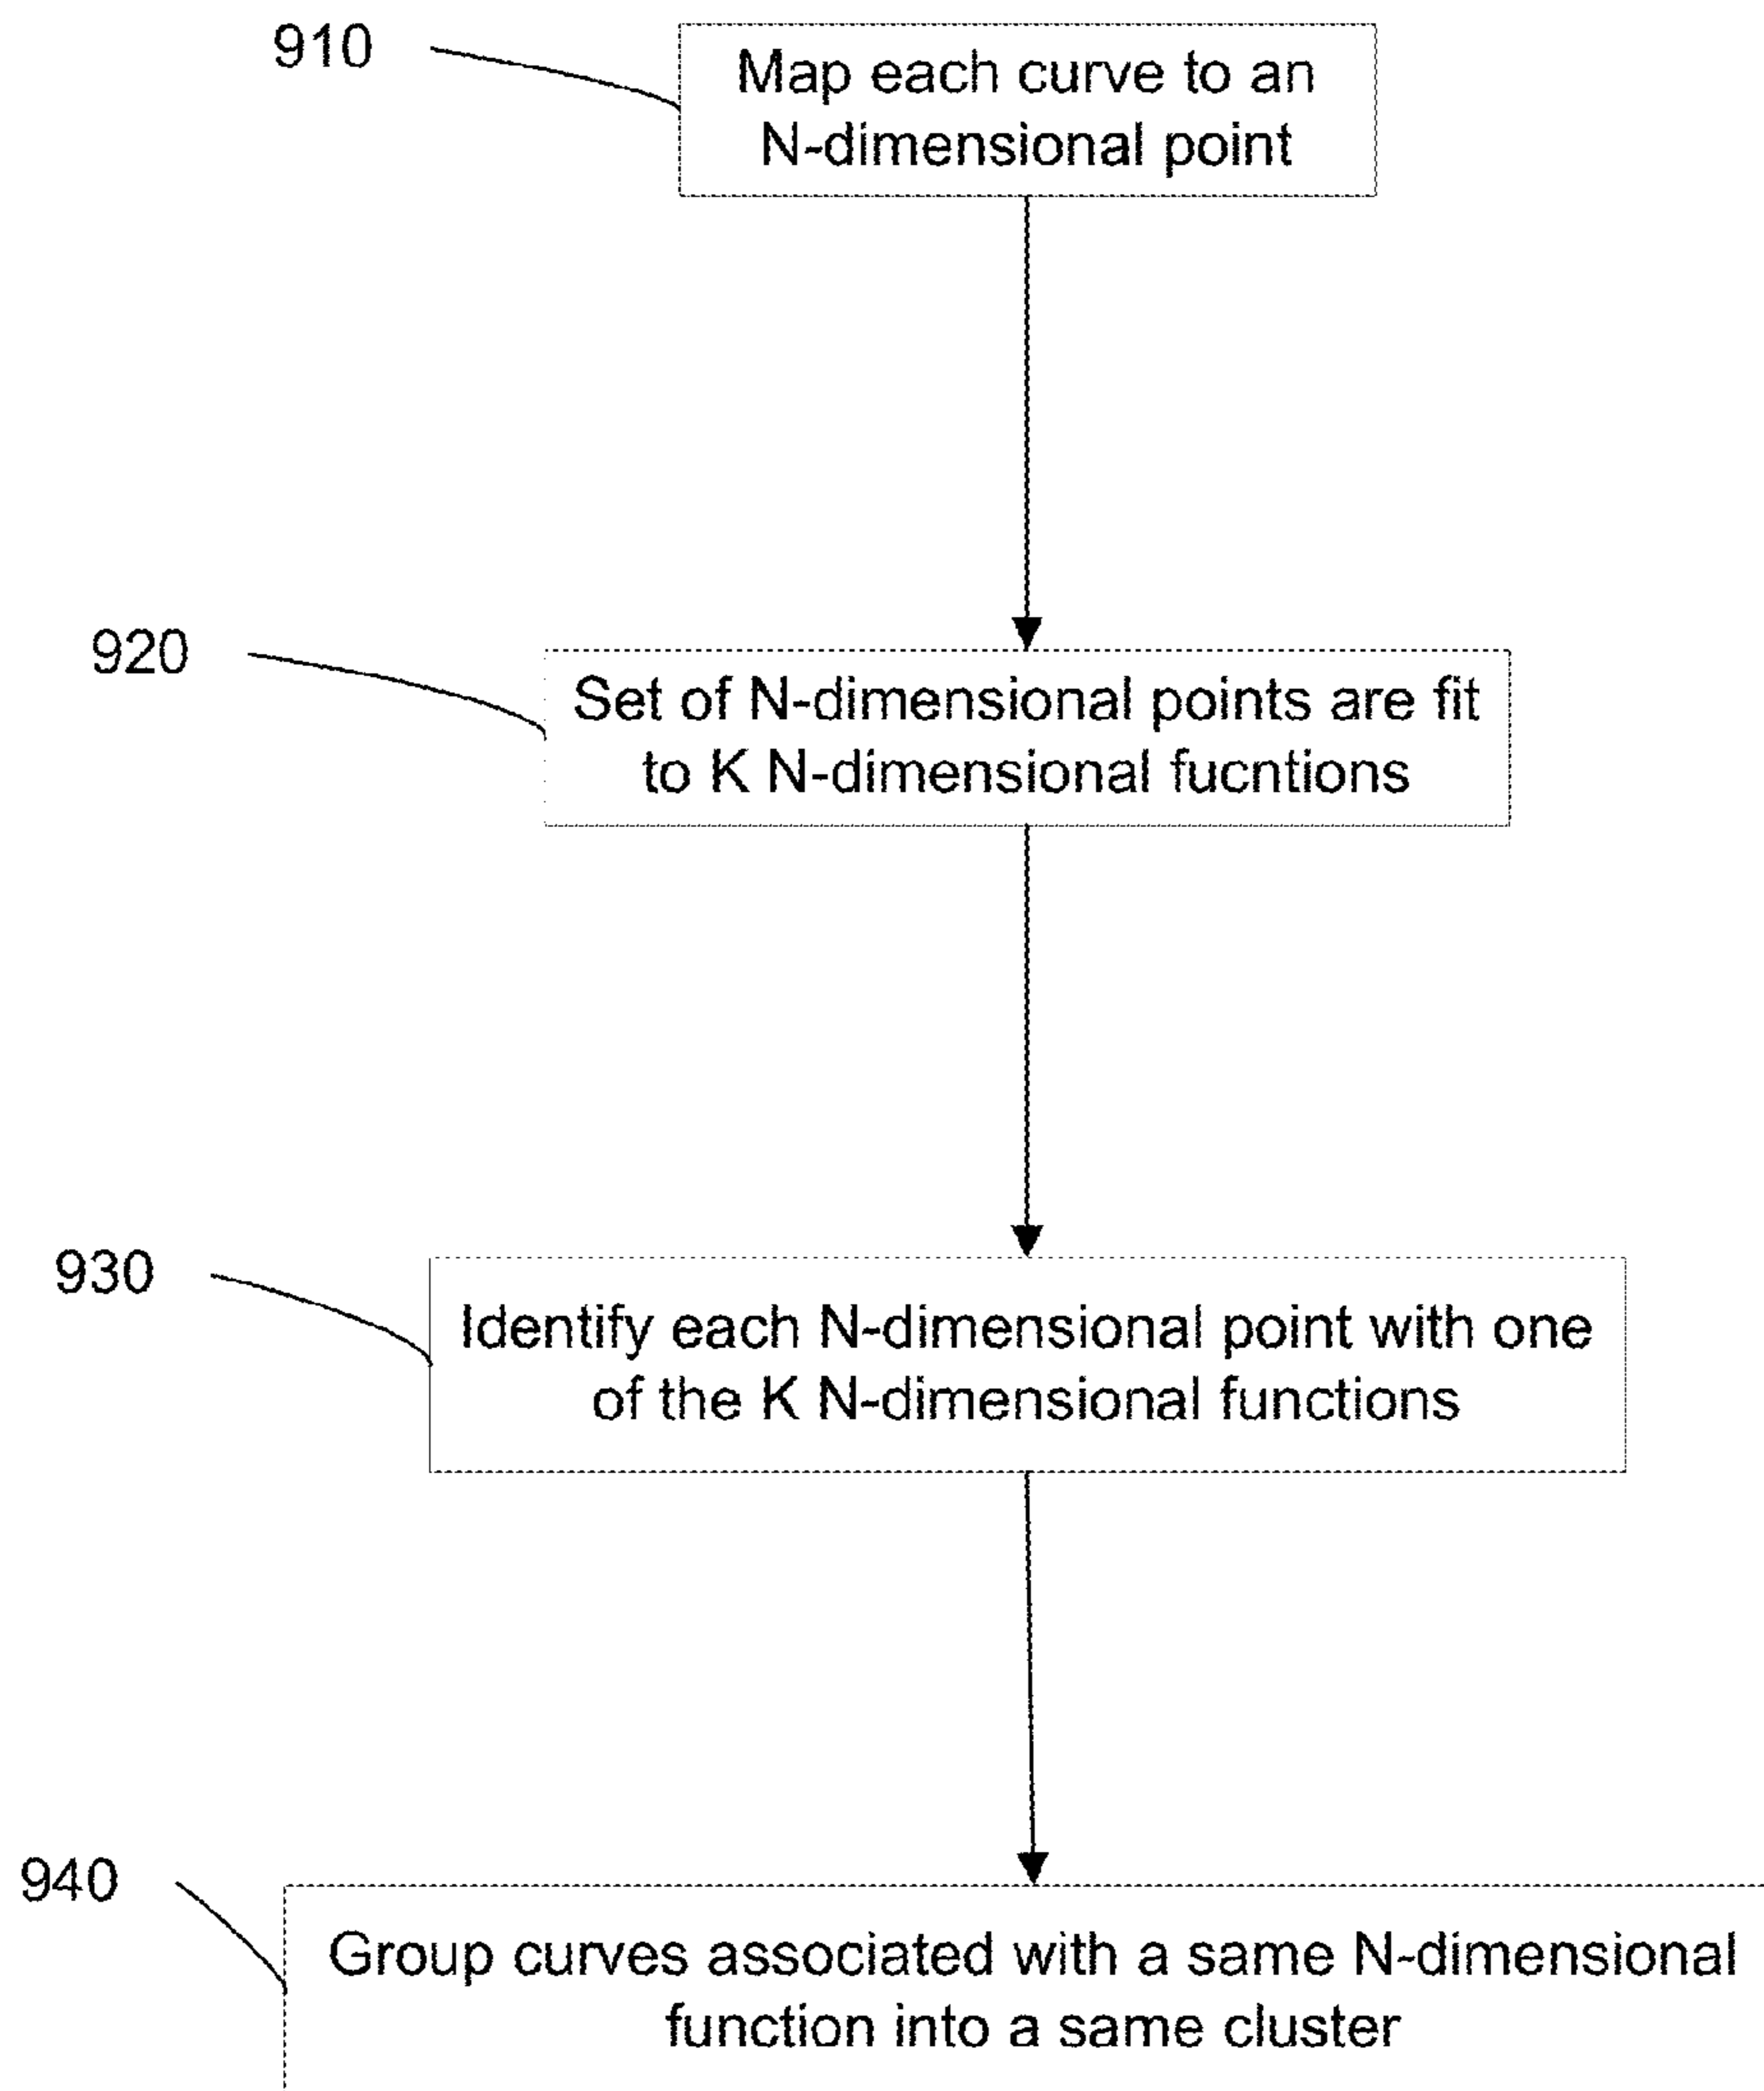 910
Map each curve to an
N-dimensional point
920
Set of N-dimensional points are fit
to K N-dimensional fucntions
930
Identify each N-dimensional point with one
of the K N-dimensional functions
940
Group curves associated with a same N-dimensional
function into a same cluster